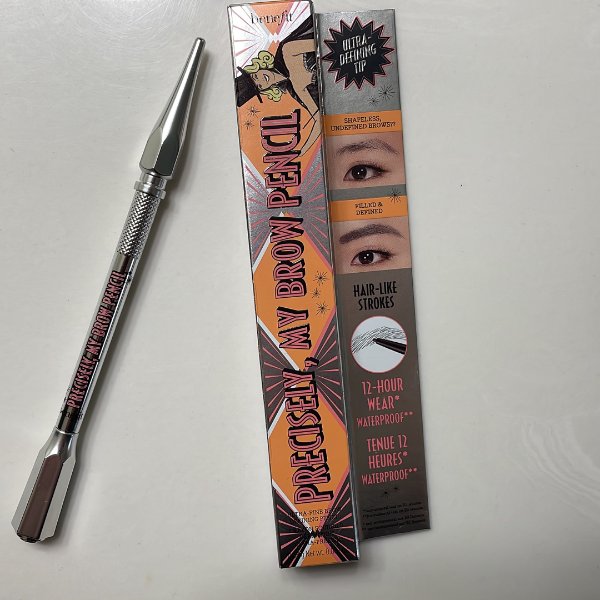 PRECISELY, MY BROW PENCIL
benefit
PRECISELY, MY BROW PENCIL
ULTRA-
DEFINING
TIP
SHAPELESS,
UNDEFINED BROWS??
FILLED &
DEFINED
HAIR-LIKE
STROKES
12-HOUR
WEAR*
WATERPROOF**
TENUE 12
HEURES*
WATERPROOF**